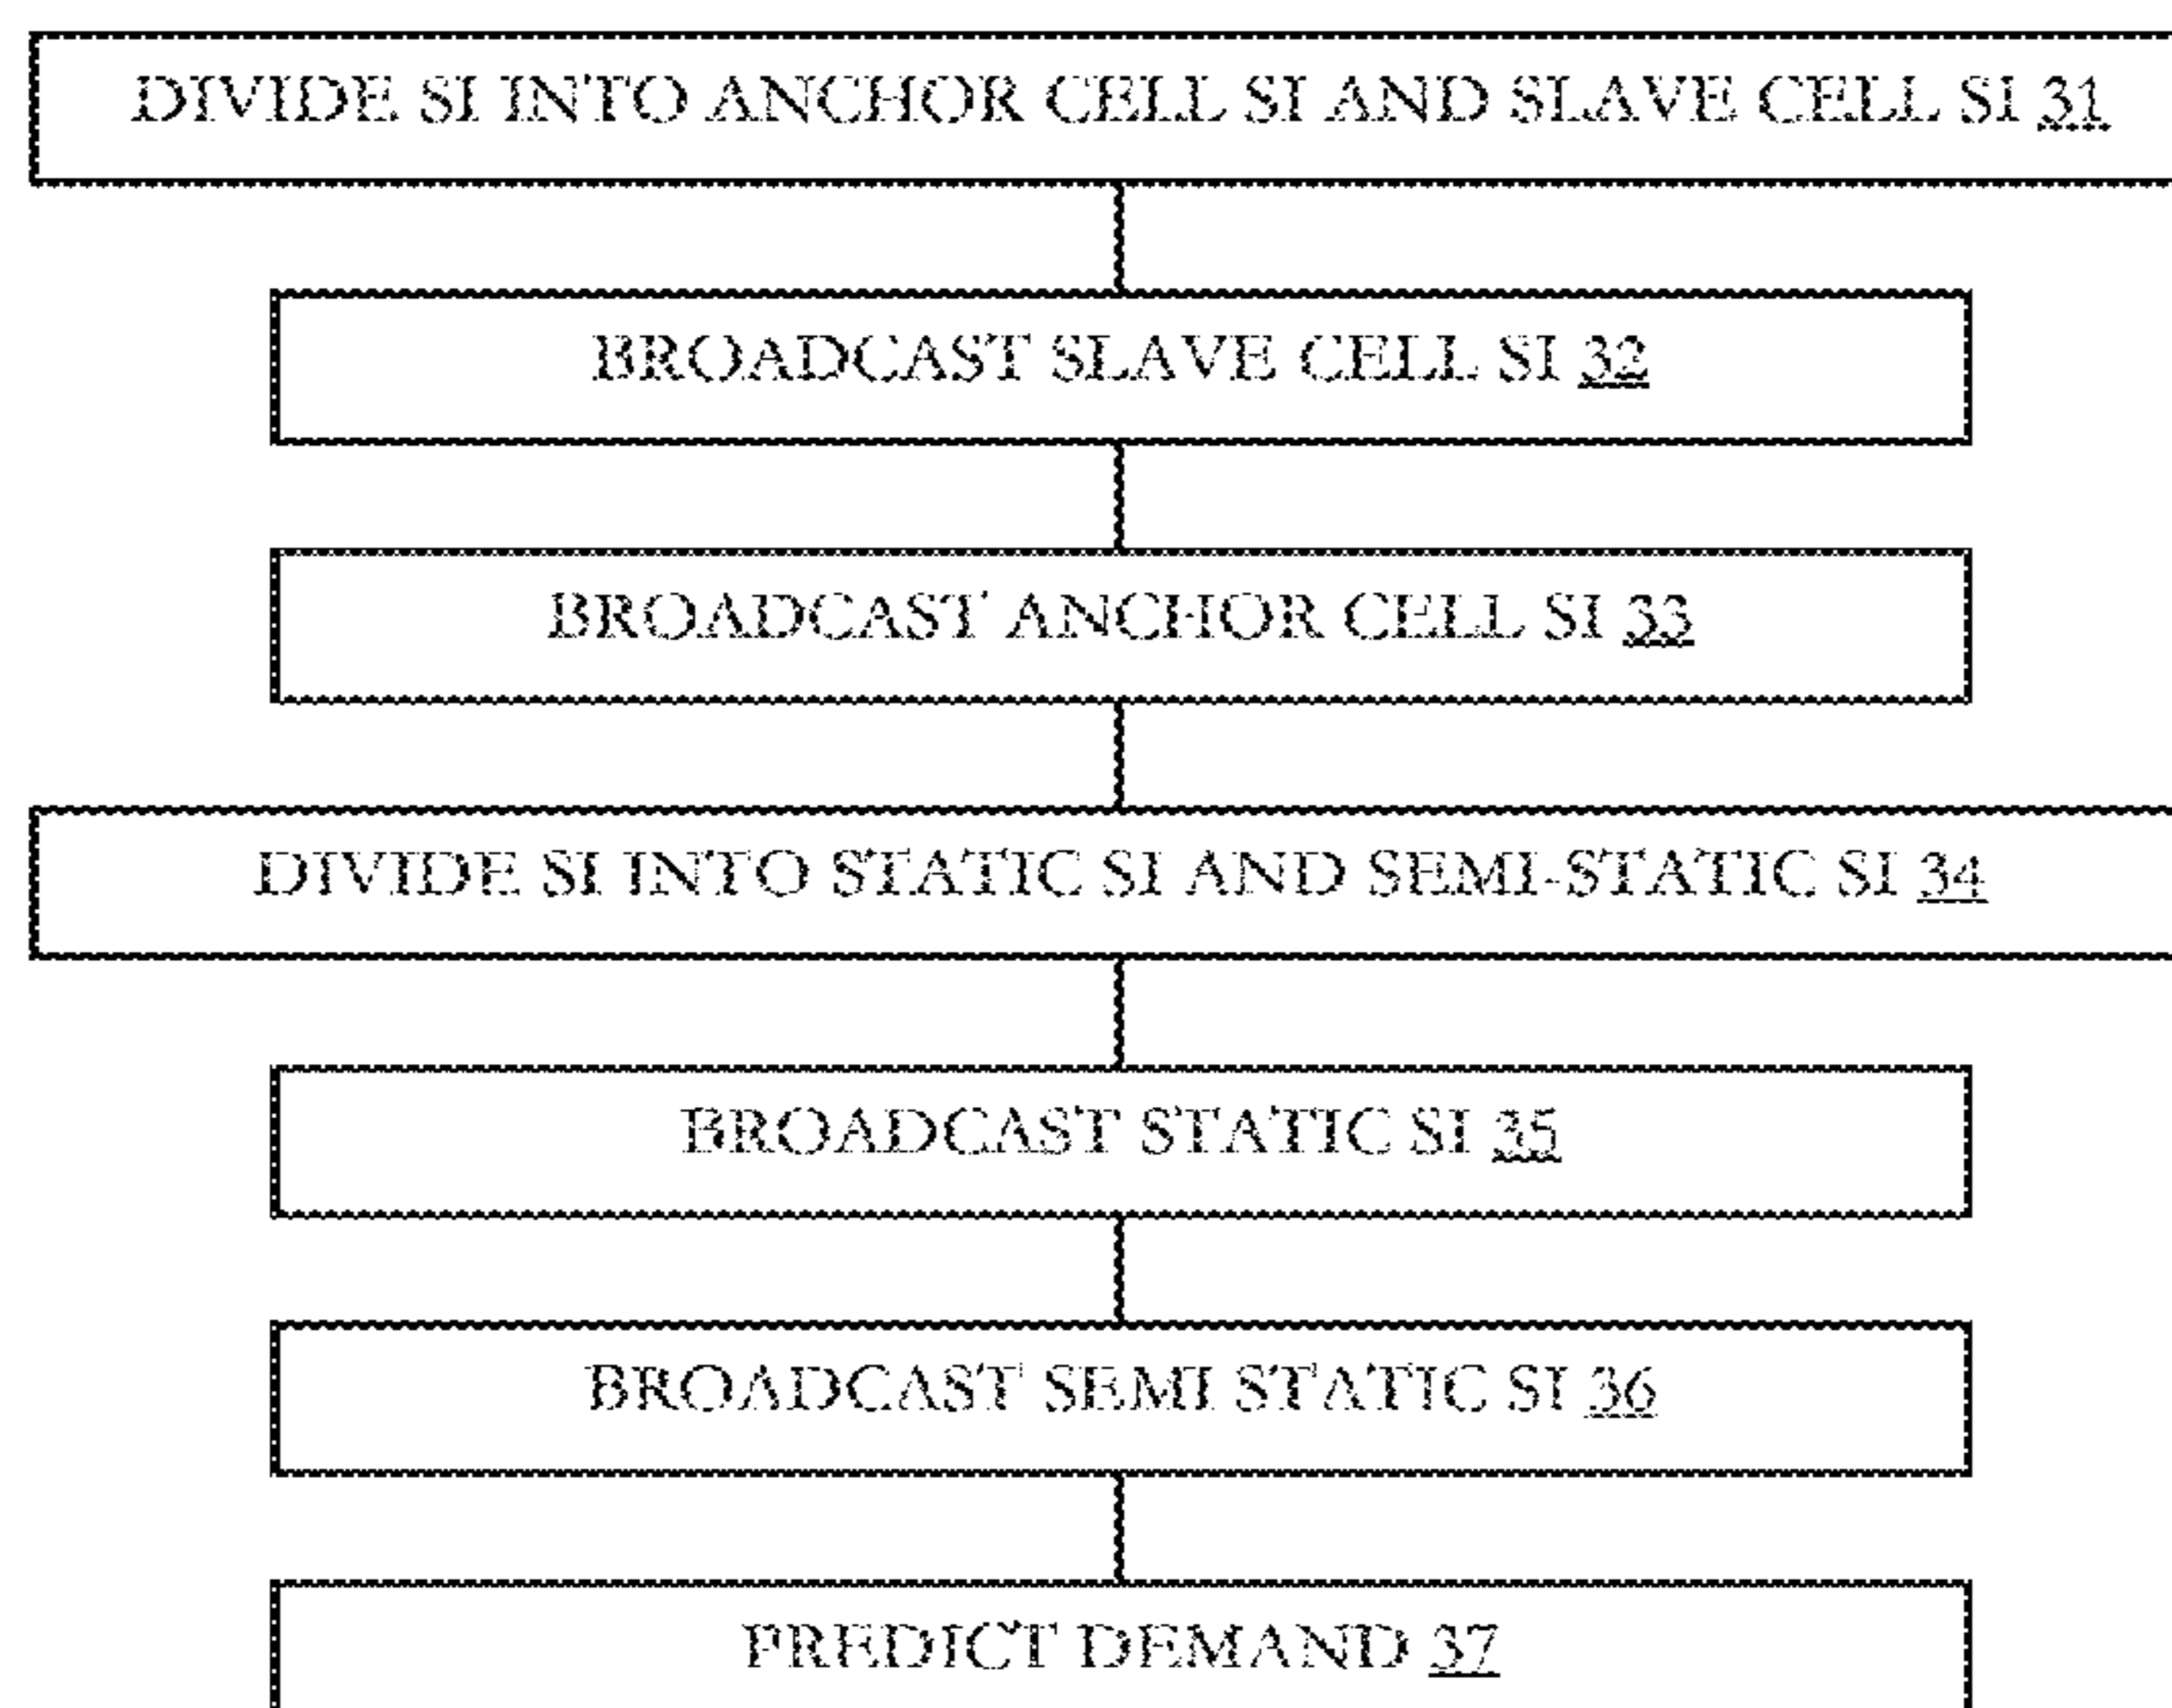 DIVIDE SI INTO ANCHOR CELL SI AND SLAVE CELL SI 31
BROADCAST SLAVE CELL SI 32
BROADCAST ANCHOR CELL SI 33
DIVIDE SI INTO STATIC SI AND SEMI-STATIC SI 34
BROADCAST STATIC SI 35
BROADCAST SEMI STATIC SI 36
PREDICT DEMAND 37